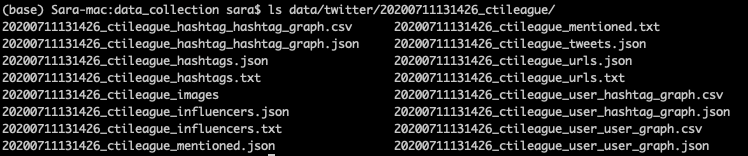 (base) Sara-mac:data_collection sara$ ls data/twitter/20200711131426_ctileague/
20200711131426_ctileague_hashtag_hashtag_graph.csv 20200711131426_ctileague_mentioned.txt
20200711131426_ctileague_hashtag_hashtag_graph.json 20200711131426_ctileague_tweets.json
20200711131426_ctileague_hashtags.json 20200711131426_ctileague_urls.json
20200711131426_ctileague_hashtags.txt 20200711131426_ctileague_urls.txt
20200711131426_ctileague_images 20200711131426_ctileague_user_hashtag_graph.csv
20200711131426_ctileague_influencers.json 20200711131426_ctileague_user_hashtag_graph.json
20200711131426_ctileague_influencers.txt 20200711131426_ctileague_user_user_graph.csv
20200711131426_ctileague_mentioned.json 20200711131426_ctileague_user_user_graph.json